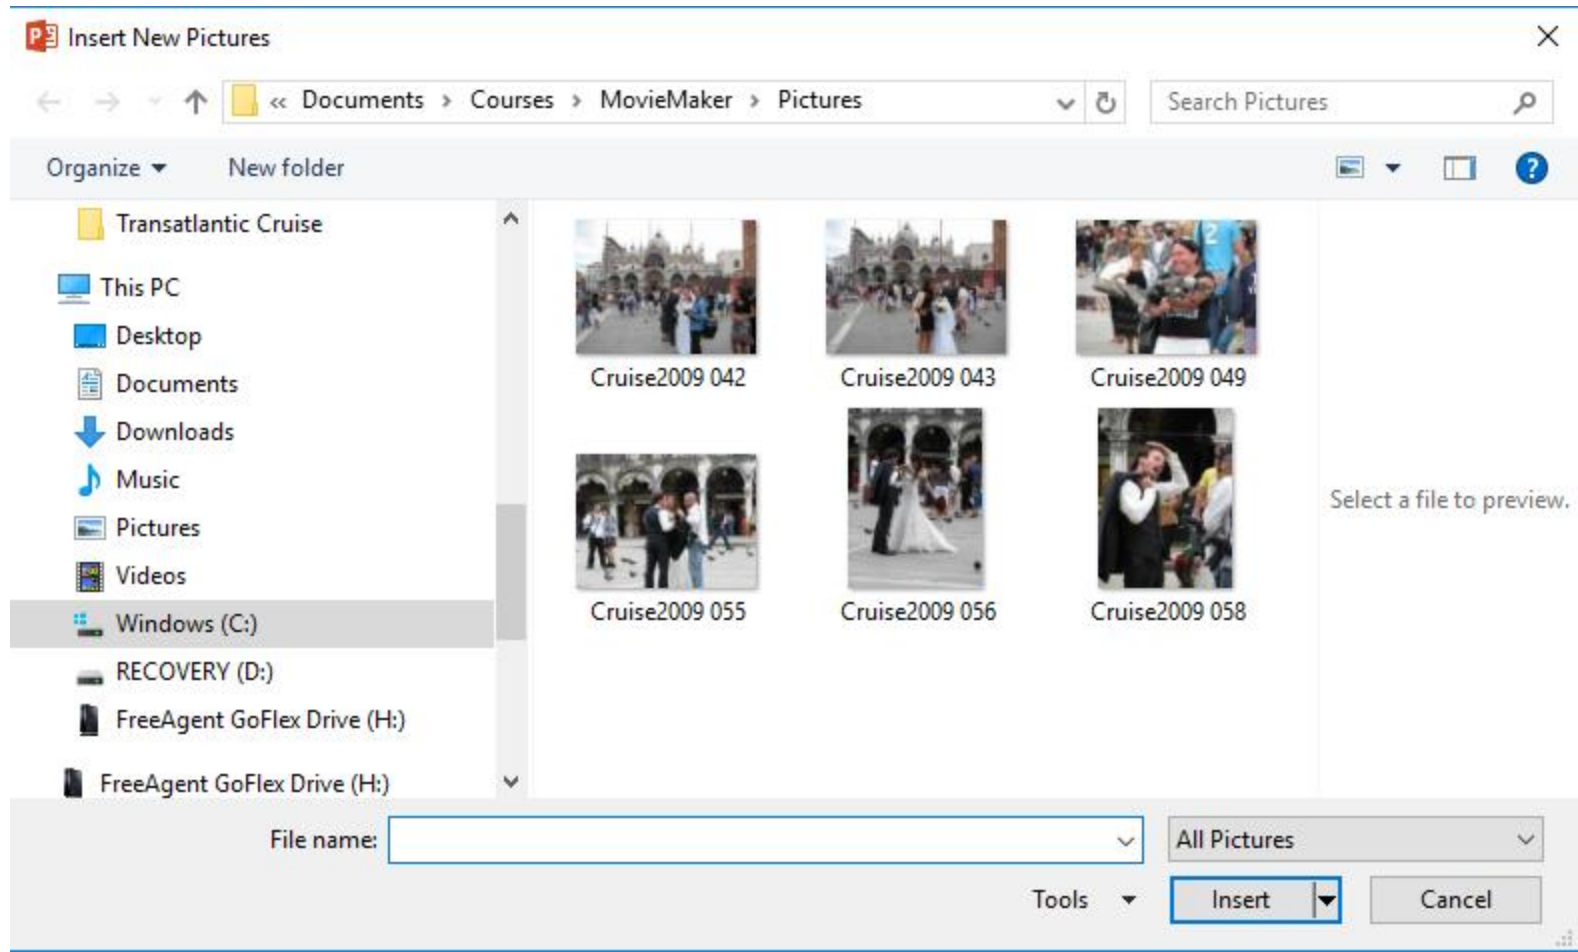 Insert New Pictures
« Documents > Courses > MovieMaker > Pictures
Search Pictures
Organize
New folder
Transatlantic Cruise
This PC
Desktop
Documents
Downloads
Music
Pictures
Videos
Windows (C:)
RECOVERY (D:)
FreeAgent GoFlex Drive (H:)
FreeAgent GoFlex Drive (H:)
Cruise2009 042
Cruise2009 043
Cruise2009 049
Cruise2009 055
Cruise2009 056
Cruise2009 058
Select a file to preview.
File name:
All Pictures
Tools
Insert
Cancel